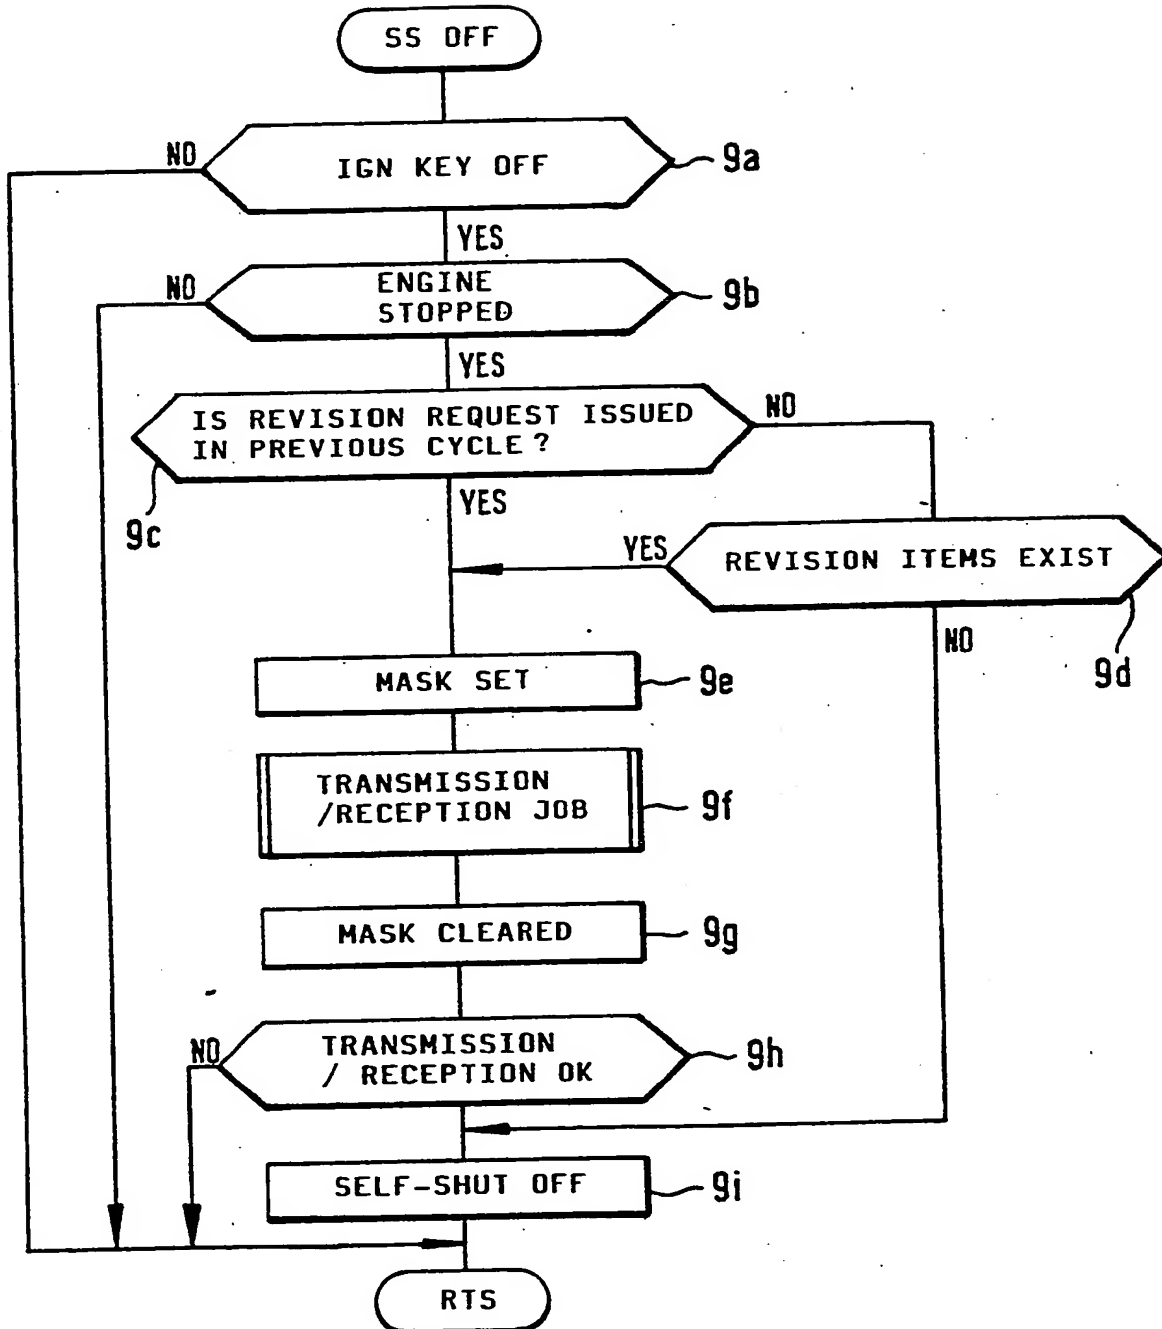 SS OFF
NO
IGN KEY OFF
9a
YES
NO
ENGINE
STOPPED
9b
YES
IS REVISION REQUEST ISSUED
IN PREVIOUS CYCLE?
NO
9c
YES
YES
REVISION ITEMS EXIST
NO
9d
MASK SET
9e
TRANSMISSION
/RECEPTION JOB
9f
MASK CLEARED
9g
NO
TRANSMISSION
/ RECEPTION OK
9h
SELF-SHUT OFF
9i
RTS